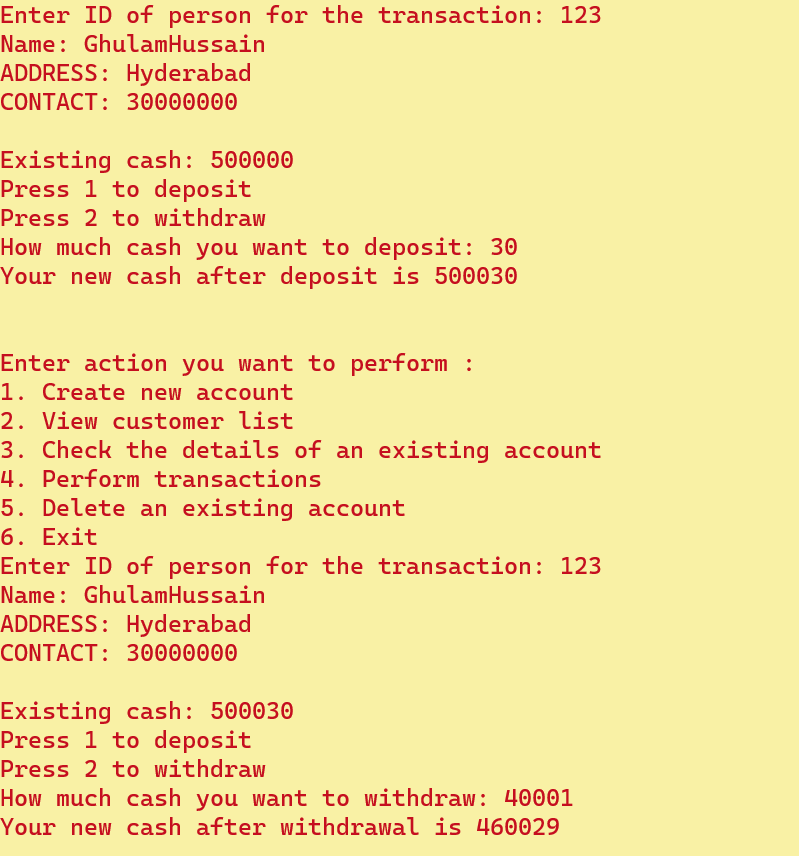 Enter ID of person for the transaction: 123
Name: GhulamHussain
ADDRESS: Hyderabad
CONTACT: 30000000
Existing cash: 500000
Press 1 to deposit
Press 2 to withdraw
How much cash you want to deposit: 30
Your new cash after deposit is 500030
Enter action you want to perform :
1. Create new account
2. View customer list
3. Check the details of an existing account
4. Perform transactions
5. Delete an existing account
6. Exit
Enter ID of person for the transaction: 123
Name: GhulamHussain
ADDRESS: Hyderabad
CONTACT: 30000000
Existing cash: 500030
Press 1 to deposit
Press 2 to withdraw
How much cash you want to withdraw: 40001
Your new cash after withdrawal is 460029